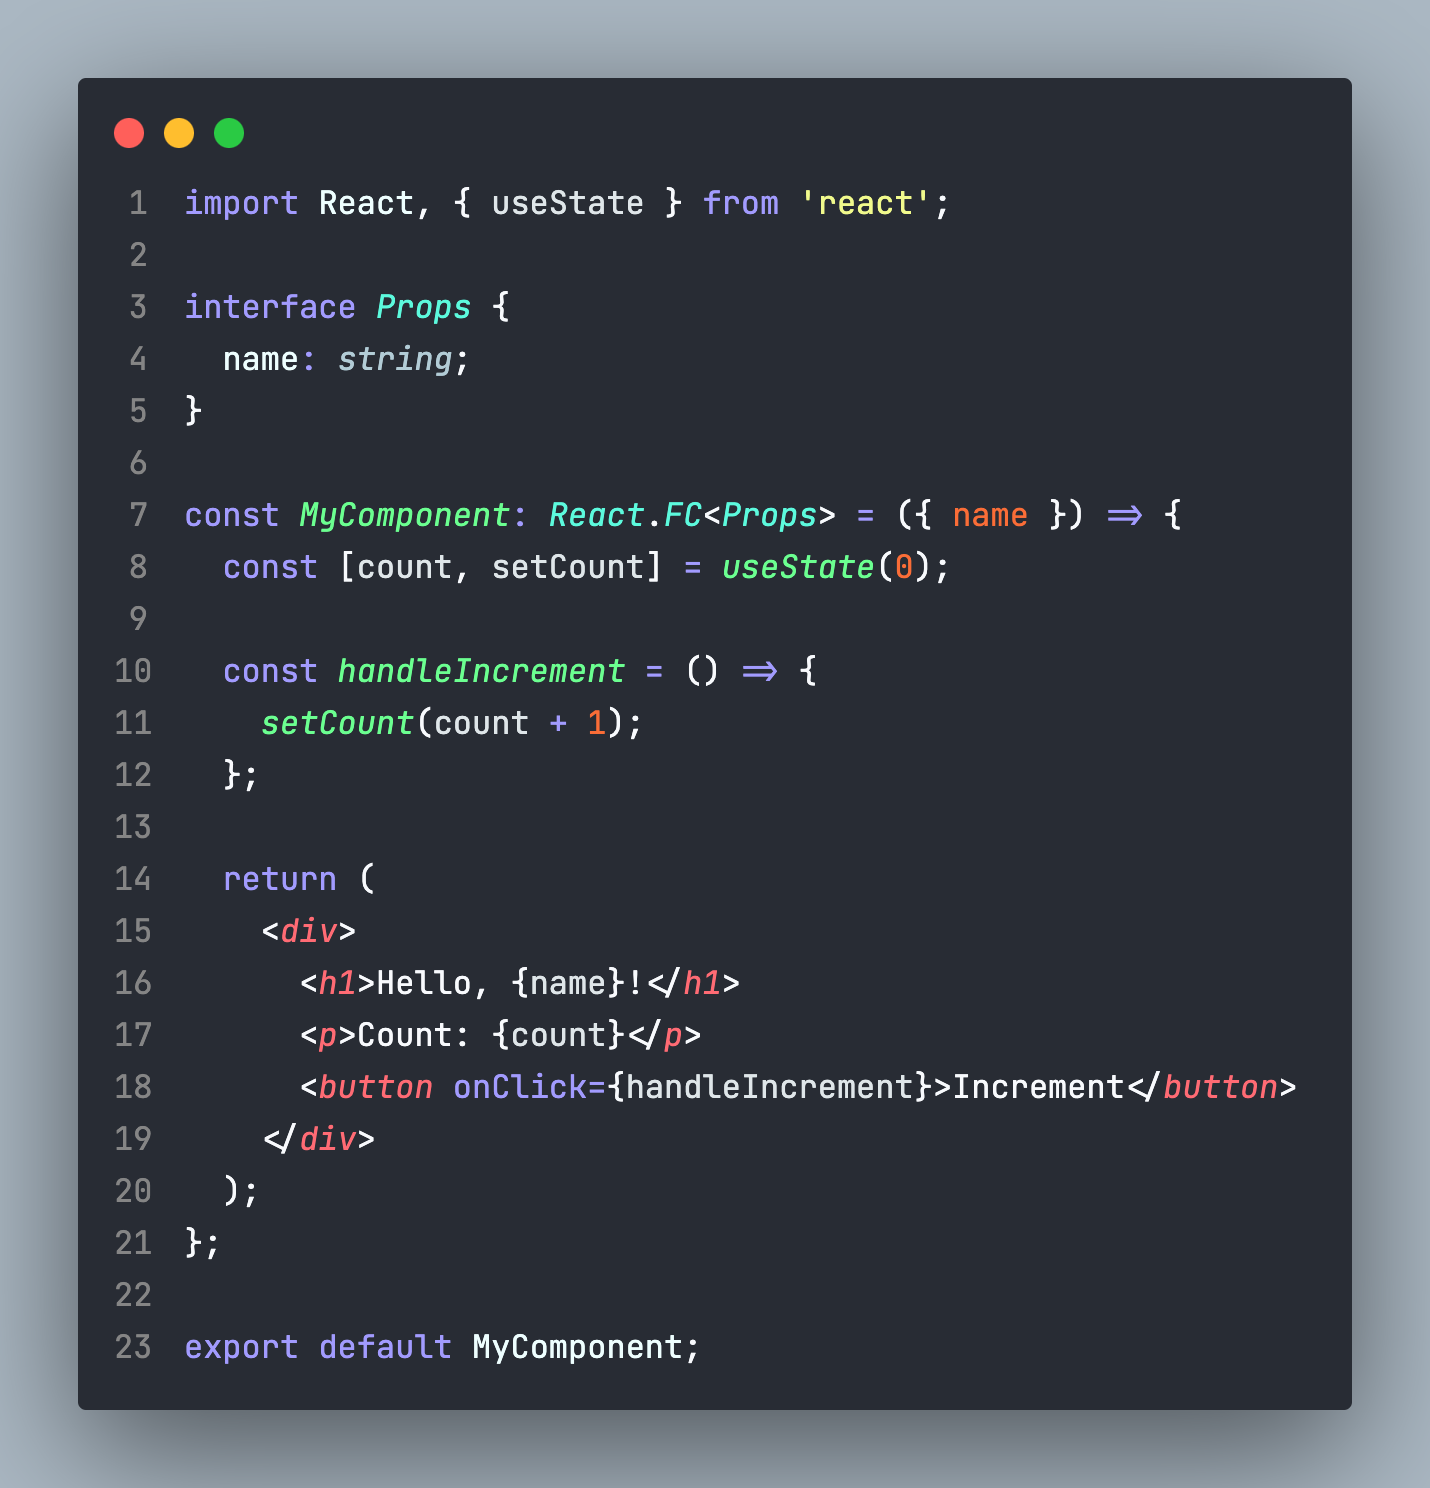 1 import React, { useState } from 'react';
2
3 interface Props {
4   name: string;
5 }
6
7 const MyComponent: React.FC<Props> = ({ name }) => {
8   const [count, setCount] = useState(0);
9
10   const handleIncrement = () => {
11     setCount(count + 1);
12   };
13
14   return (
15     <div>
16       <h1>Hello, {name}!</h1>
17       <p>Count: {count}</p>
18       <button onClick={handleIncrement}>Increment</button>
19     </div>
20   );
21 };
22
23 export default MyComponent;